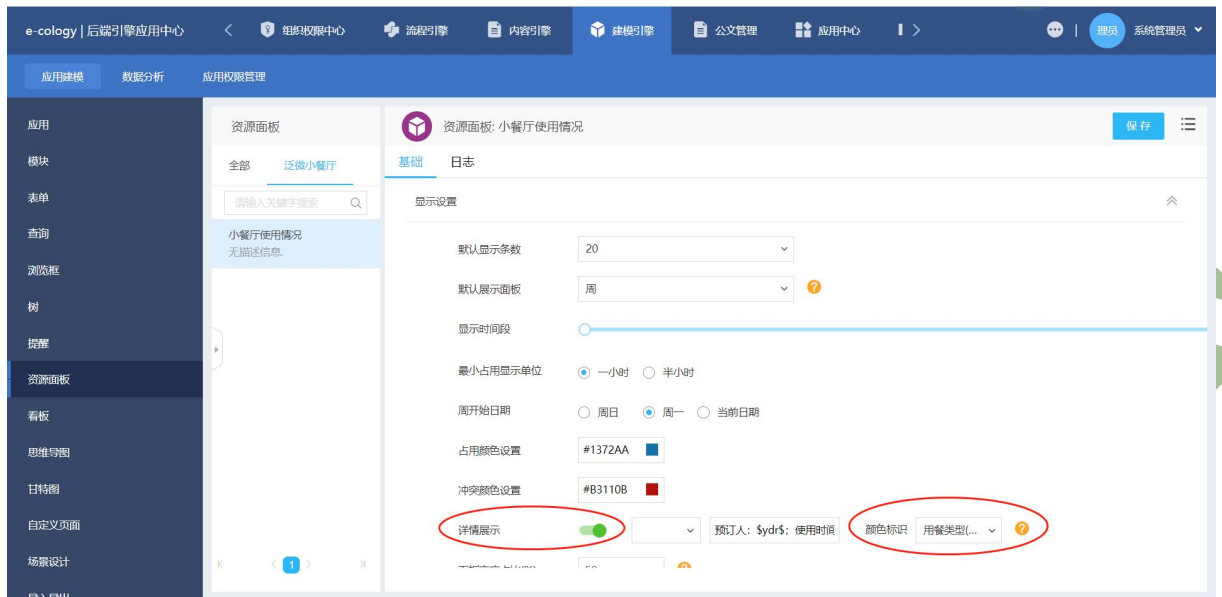 e-cology | 后端引擎应用中心 组织权限中心 流程引擎 内容引擎 建模引擎 公文管理 应用中心 理员 系统管理员
应用建模 数据分析 应用权限管理
应用
模块
表单
查询
浏览框
树
提醒
资源面板
看板
思维导图
甘特图
自定义页面
场景设计
资源面板
全部 泛微小餐厅
请输入关键字搜索
小餐厅使用情况
无描述信息.
1
资源面板: 小餐厅使用情况 保存
基础 日志
显示设置
默认显示条数 20
默认展示面板 周
显示时间段
最小占用显示单位 一小时 半小时
周开始日期 周日 周一 当前日期
占用颜色设置 #1372AA
冲突颜色设置 #B3110B
详情展示 预订人: $ydr$; 使用时间 颜色标识 用餐类型(...